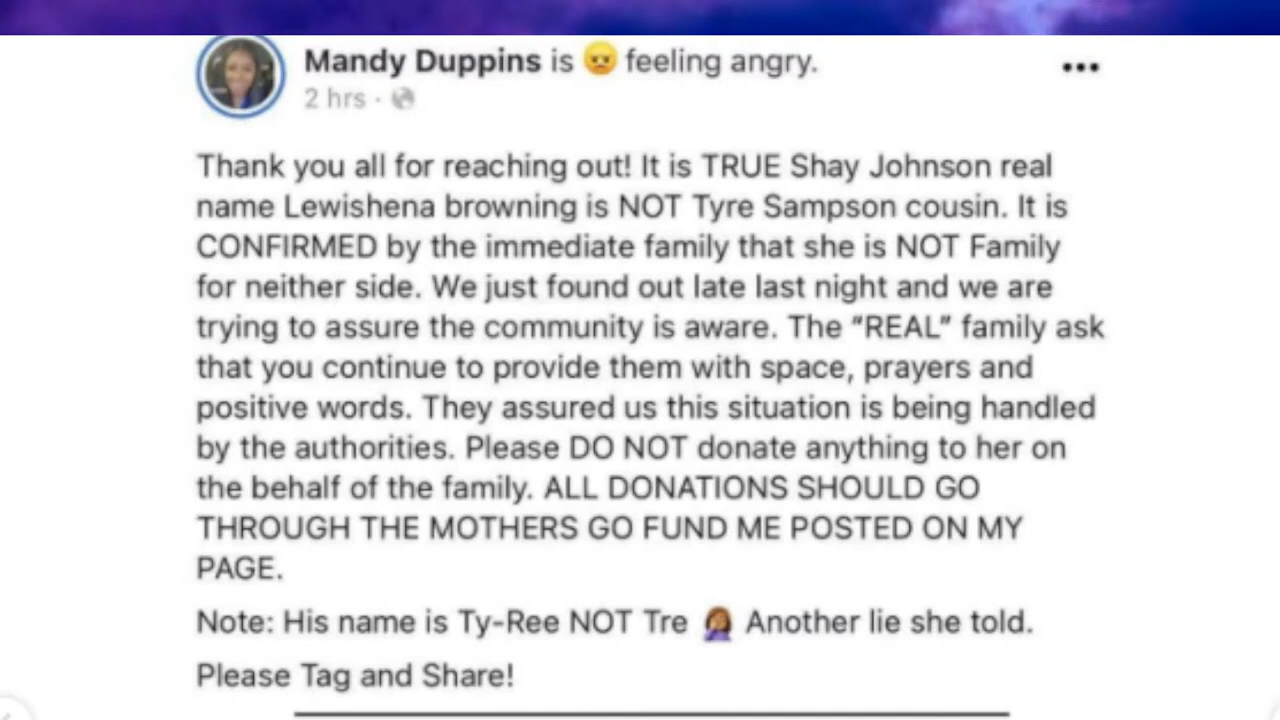 Mandy Duppins is 😠 feeling angry.
2 hrs ·
Thank you all for reaching out! It is TRUE Shay Johnson real
name Lewishena browning is NOT Tyre Sampson cousin. It is
CONFIRMED by the immediate family that she is NOT Family
for neither side. We just found out late last night and we are
trying to assure the community is aware. The “REAL” family ask
that you continue to provide them with space, prayers and
positive words. They assured us this situation is being handled
by the authorities. Please DO NOT donate anything to her on
the behalf of the family. ALL DONATIONS SHOULD GO
THROUGH THE MOTHERS GO FUND ME POSTED ON MY
PAGE.
Note: His name is Ty-Ree NOT Tre 🤦🏾‍♀️ Another lie she told.
Please Tag and Share!